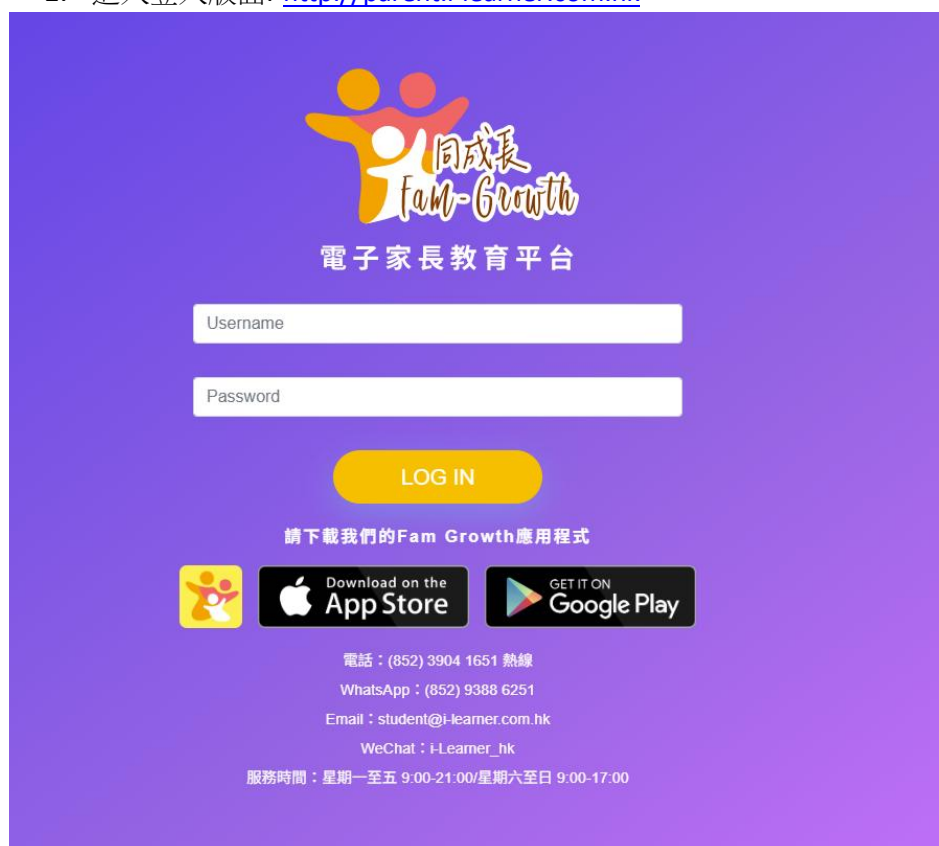 同成長
Fam-Growth
電子家長教育平台
Username
Password
LOG IN
請下載我們的Fam Growth應用程式
Download on the
App Store
GET IT ON
Google Play
電話：(852) 3904 1651 熱線
WhatsApp：(852) 9388 6251
Email：student@i-learner.com.hk
WeChat：i-Learner_hk
服務時間：星期一至五 9:00-21:00/星期六至日 9:00-17:00